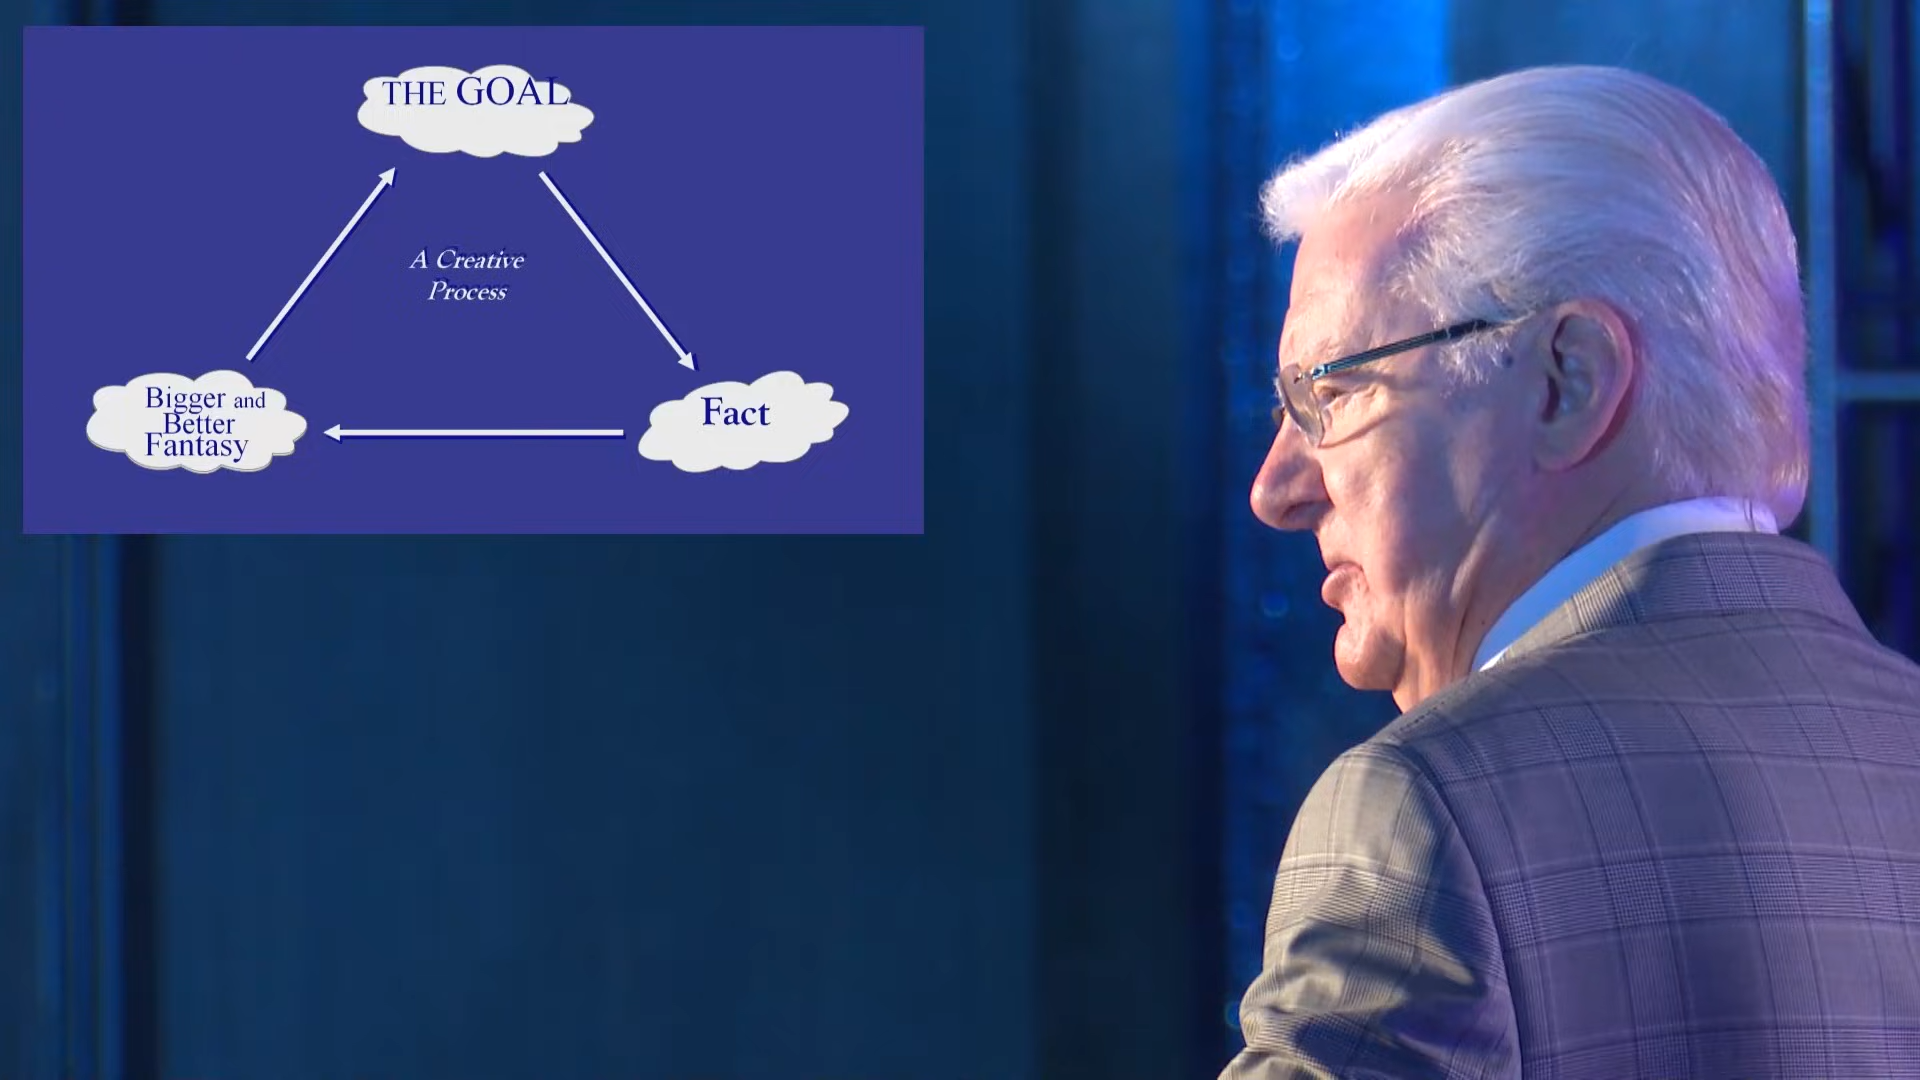 THE GOAL
A Creative
Process
Bigger and
Better
Fantasy
Fact